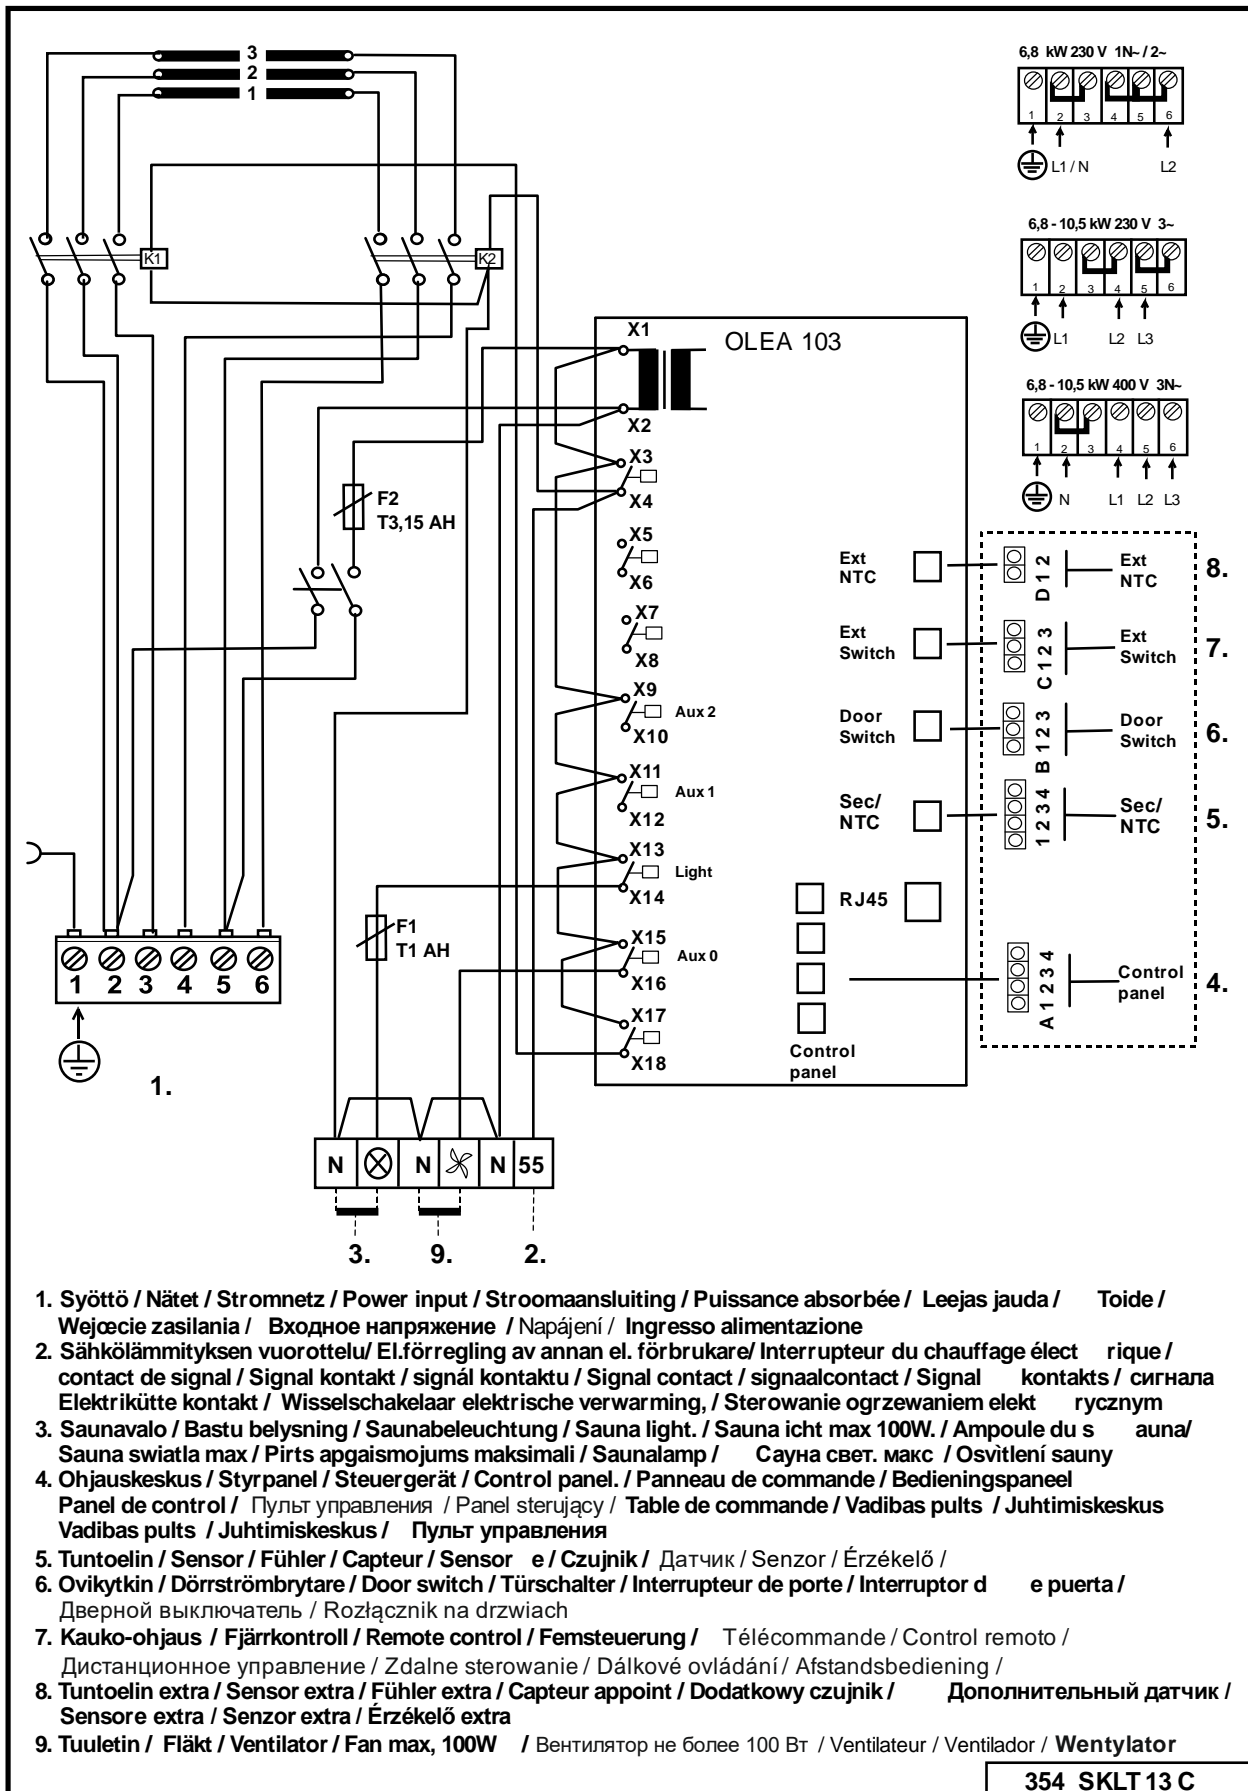 3
2
1
K1
K2
6,8 kW 230 V 1N~ / 2~
1 2 3 4 5 6
L1 / N L2
6,8 - 10,5 kW 230 V 3~
1 2 3 4 5 6
L1 L2 L3
6,8 - 10,5 kW 400 V 3N~
1 2 3 4 5 6
N L1 L2 L3
OLEA 103
X1
X2
X3
X4
X5
X6
X7
X8
X9
Aux 2
X10
X11
Aux 1
X12
X13
Light
X14
X15
Aux 0
X16
X17
X18
F2
T3,15 AH
F1
T1 AH
Ext
NTC
D 1 2
Ext
NTC
8.
Ext
Switch
C 1 2 3
Ext
Switch
7.
Door
Switch
B 1 2 3
Door
Switch
6.
Sec/
NTC
1 2 3 4
Sec/
NTC
5.
RJ45
A 1 2 3 4
Control
panel
4.
Control
panel
1 2 3 4 5 6
1.
N N N 55
3. 9. 2.
1. Syöttö / Nätet / Stromnetz / Power input / Stroomaansluiting / Puissance absorbée / Leejas jauda / Toide /
Wejœcie zasilania / Входное напряжение / Napájení / Ingresso alimentazione
2. Sähkölämmityksen vuorottelu/ El.förregling av annan el. förbrukare/ Interrupteur du chauffage élect rique /
contact de signal / Signal kontakt / signál kontaktu / Signal contact / signaalcontact / Signal kontakts / сигнала
Elektrikütte kontakt / Wisselschakelaar elektrische verwarming, / Sterowanie ogrzewaniem elekt rycznym
3. Saunavalo / Bastu belysning / Saunabeleuchtung / Sauna light. / Sauna icht max 100W. / Ampoule du s auna/
Sauna swiatla max / Pirts apgaismojums maksimali / Saunalamp / Сауна свет. макс / Osvìtlení sauny
4. Ohjauskeskus / Styrpanel / Steuergerät / Control panel. / Panneau de commande / Bedieningspaneel
Panel de control / Пульт управления / Panel sterujący / Table de commande / Vadibas pults / Juhtimiskeskus
Vadibas pults / Juhtimiskeskus / Пульт управления
5. Tuntoelin / Sensor / Fühler / Capteur / Sensor e / Czujnik / Датчик / Senzor / Érzékelő /
6. Ovikytkin / Dörrströmbrytare / Door switch / Türschalter / Interrupteur de porte / Interruptor d e puerta /
Дверной выключатель / Rozłącznik na drzwiach
7. Kauko-ohjaus / Fjärrkontroll / Remote control / Femsteuerung / Télécommande / Control remoto /
Дистанционное управление / Zdalne sterowanie / Dálkové ovládání / Afstandsbediening /
8. Tuntoelin extra / Sensor extra / Fühler extra / Capteur appoint / Dodatkowy czujnik / Дополнительный датчик /
Sensore extra / Senzor extra / Érzékelő extra
9. Tuuletin / Fläkt / Ventilator / Fan max, 100W / Вентилятор не более 100 Вт / Ventilateur / Ventilador / Wentylator
354 SKLT 13 C